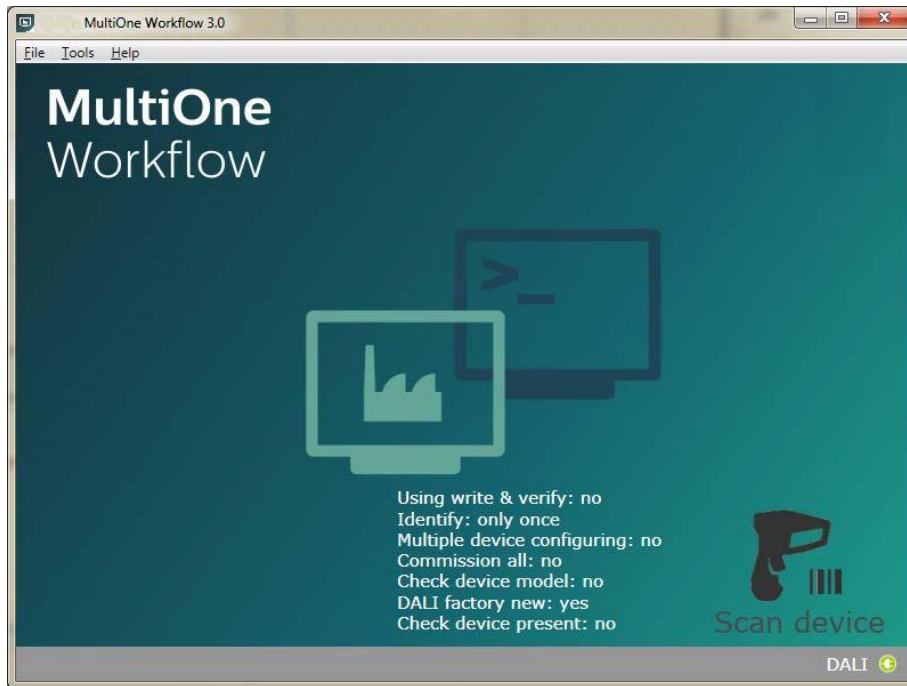 MultiOne Workflow 3.0
File Tools Help
MultiOne
Workflow
>_
Using write & verify: no
Identify: only once
Multiple device configuring: no
Commission all: no
Check device model: no
DALI factory new: yes
Check device present: no
Scan device
DALI